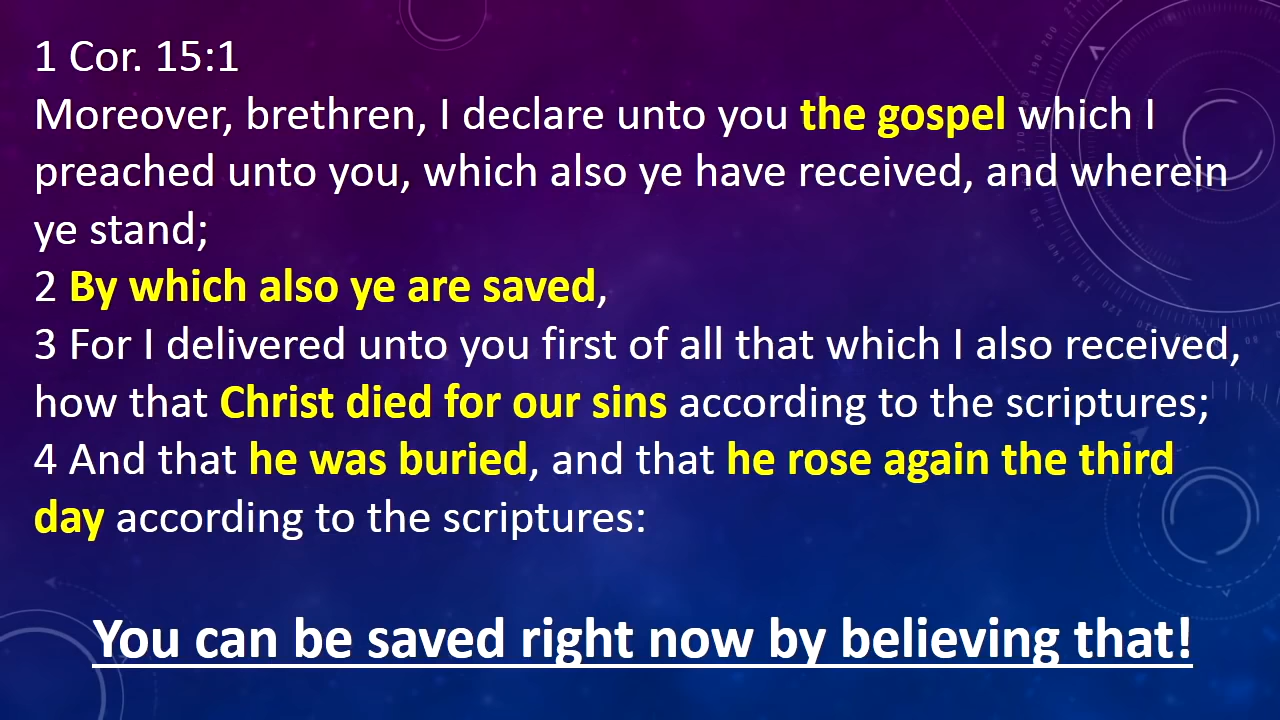 1 Cor. 15:1
Moreover, brethren, I declare unto you the gospel which I
preached unto you, which also ye have received, and wherein
ye stand;
2 By which also ye are saved,
3 For I delivered unto you first of all that which I also received,
how that Christ died for our sins according to the scriptures;
4 And that he was buried, and that he rose again the third
day according to the scriptures:
You can be saved right now by believing that!